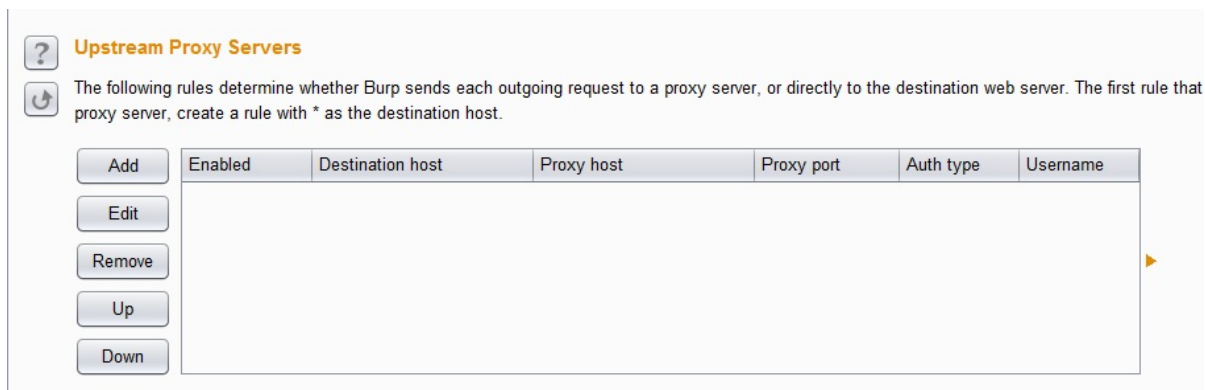 ?
Upstream Proxy Servers
The following rules determine whether Burp sends each outgoing request to a proxy server, or directly to the destination web server. The first rule that
proxy server, create a rule with * as the destination host.
Add
Enabled Destination host Proxy host Proxy port Auth type Username
Edit
Remove
Up
Down